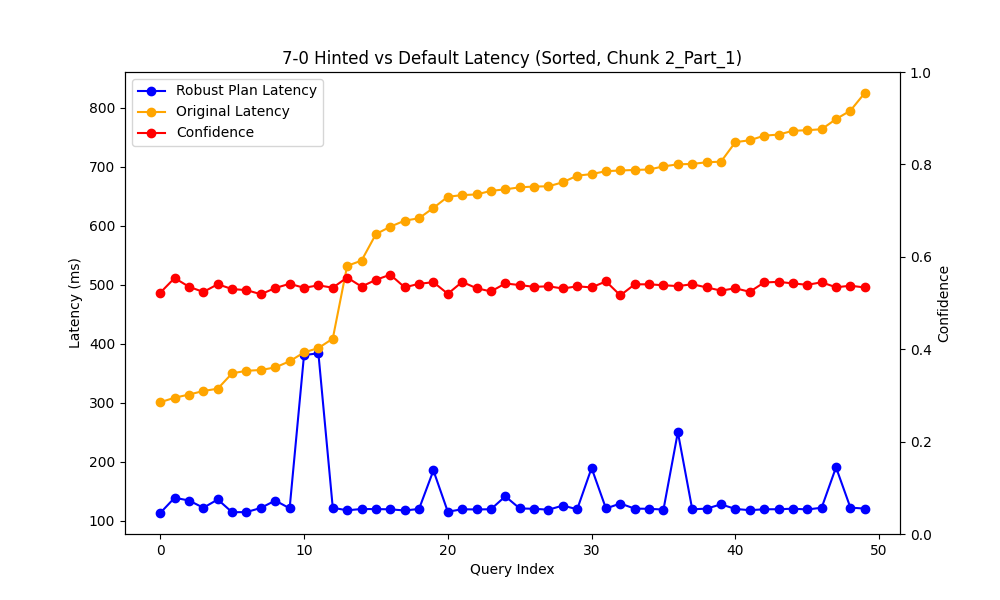 7-0 Hinted vs Default Latency (Sorted, Chunk 2_Part_1)
Robust Plan Latency
Original Latency
Confidence
Latency (ms)
800
700
600
500
400
300
200
100
1.0
0.8
0.6
0.4
0.2
0.0
Confidence
0 10 20 30 40 50
Query Index